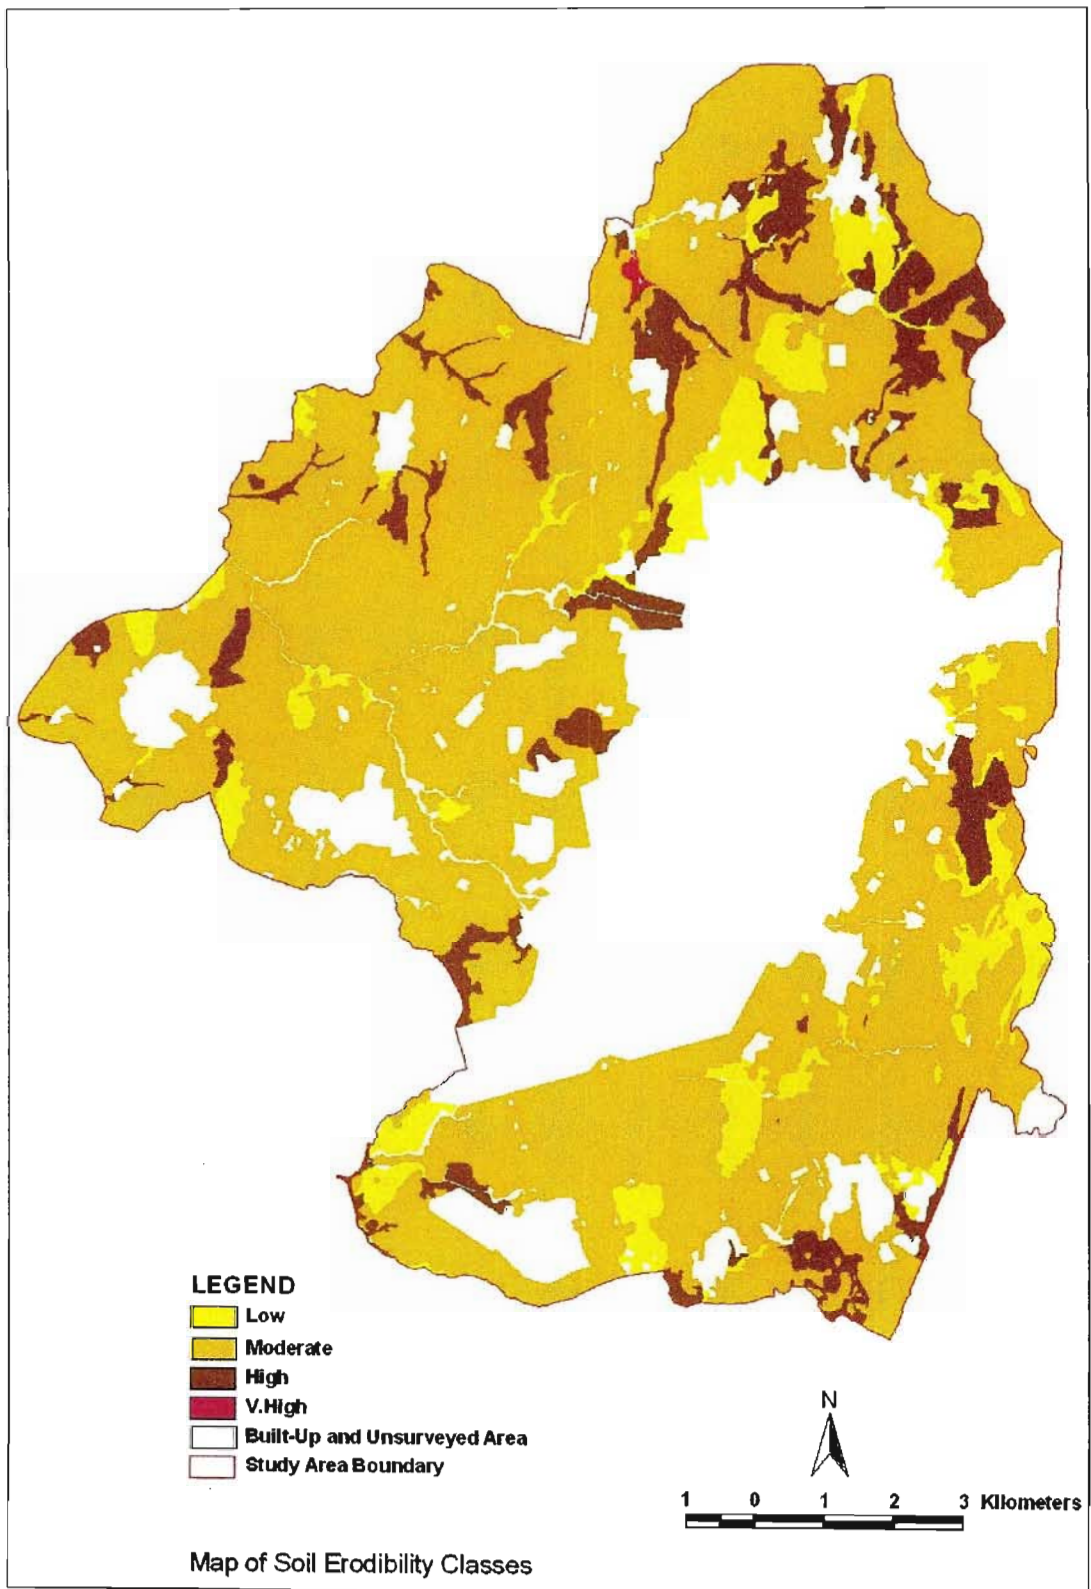 LEGEND
Low
Moderate
High
V.High
Built-Up and Unsurveyed Area
Study Area Boundary
N
1 0 1 2 3 Kilometers
Map of Soil Erodibility Classes